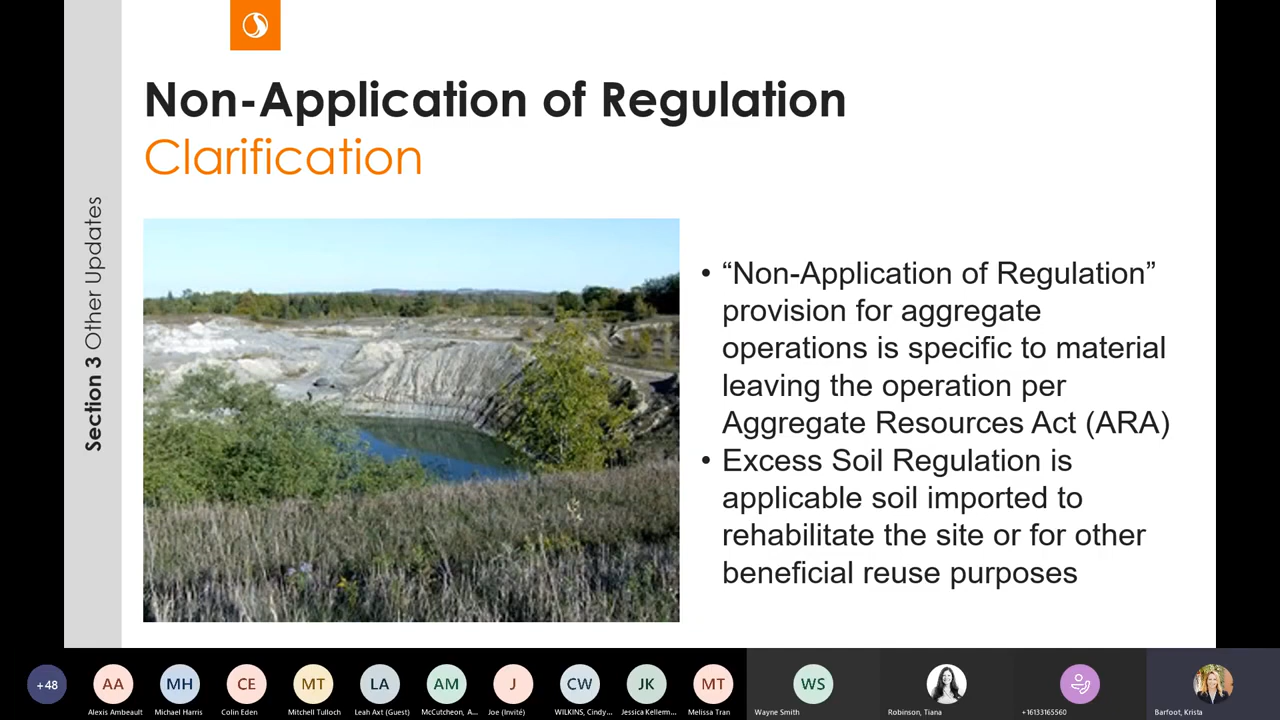 Non-Application of Regulation
Clarification
Section 3 Other Updates
• “Non-Application of Regulation”
provision for aggregate
operations is specific to material
leaving the operation per
Aggregate Resources Act (ARA)
• Excess Soil Regulation is
applicable soil imported to
rehabilitate the site or for other
beneficial reuse purposes
+48
AA
MH
CE
MT
LA
AM
J
CW
JK
MT
WS
Alexis Ambeault
Michael Harris
Colin Eden
Mitchell Tulloch
Leah Axt (Guest)
McCutcheon, A...
Joe (Invité)
WILKINS, Cindy...
Jessica Kellem...
Melissa Tran
Wayne Smith
Robinson, Tiana
+16133165560
Barfoot, Krista